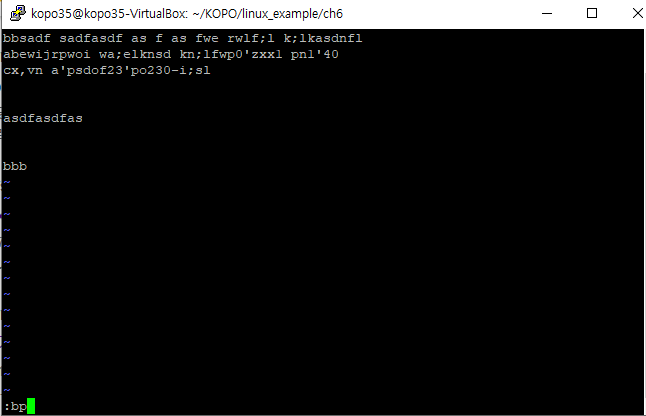 kopo35@kopo35-VirtualBox: ~/KOPO/linux_example/ch6
bbsadf sadfasdf as f as fwe rwlf;l k;lkasdnfl
abewijrpwoi wa;elknsd kn;lfwp0'zxxl pnl'40
cx,vn a'psdof23'po230-i;sl
asdfasdfas
bbb
~
~
~
~
~
~
~
~
~
~
~
~
~
~
:bp